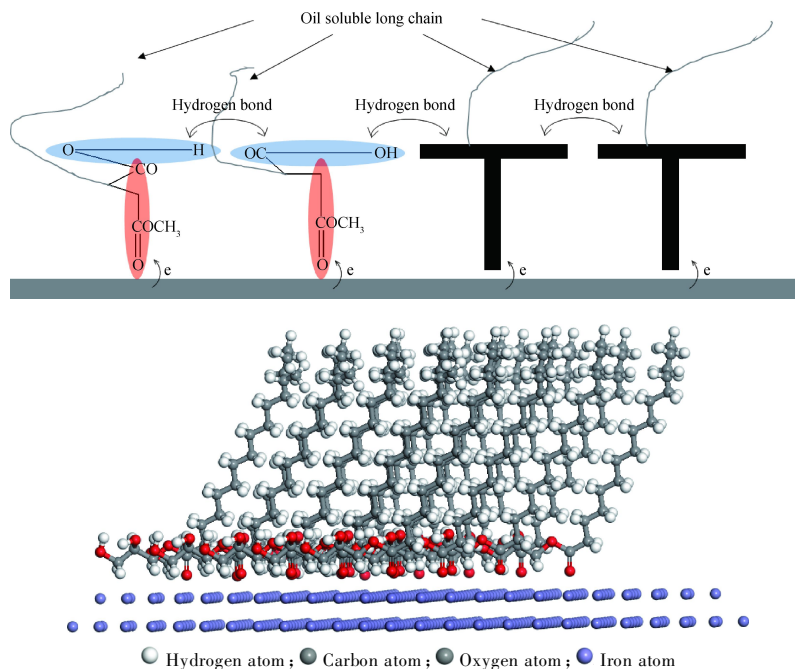 Oil soluble long chain
Hydrogen bond
Hydrogen bond
Hydrogen bond
O H OC OH
CO
COCH₃ COCH₃
O e O e e e
Hydrogen atom; Carbon atom; Oxygen atom; Iron atom